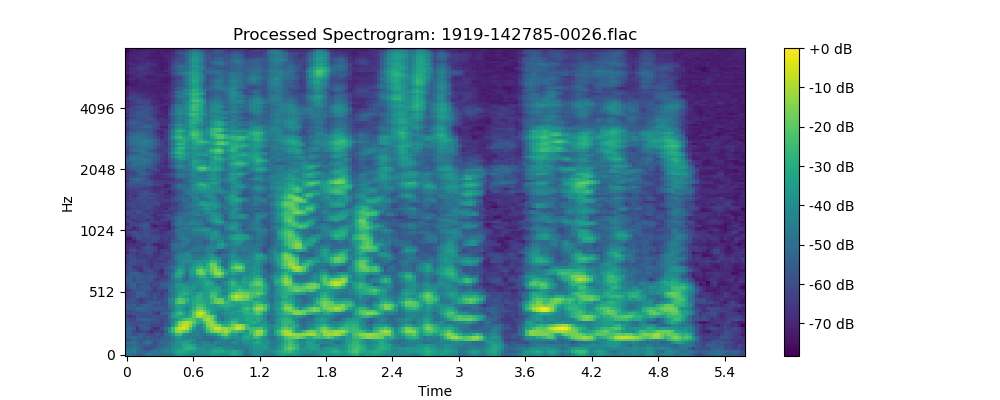 Processed Spectrogram: 1919-142785-0026.flac
+0 dB
-10 dB
-20 dB
-30 dB
-40 dB
-50 dB
-60 dB
-70 dB
Hz
4096
2048
1024
512
0
0 0.6 1.2 1.8 2.4 3 3.6 4.2 4.8 5.4
Time